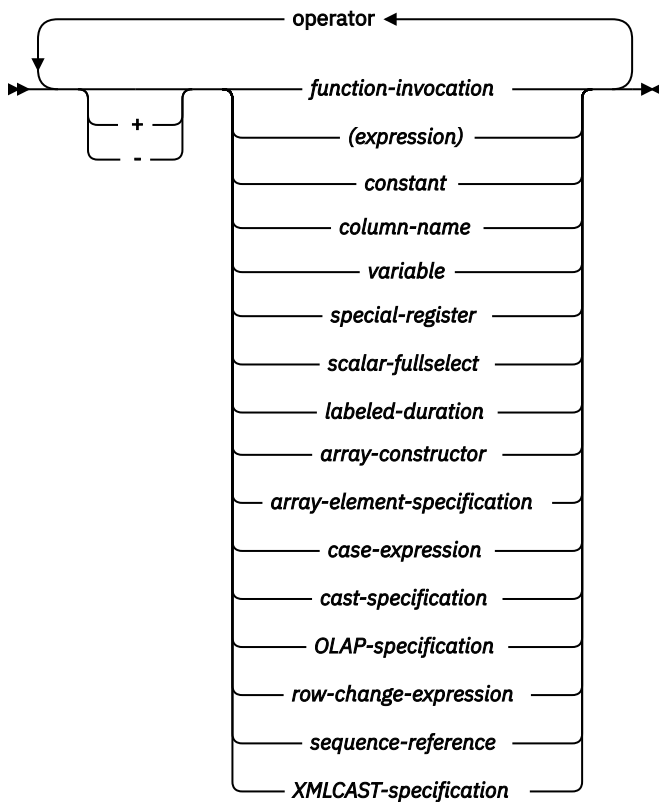 operator
function-invocation
+
(expression)
-
constant
column-name
variable
special-register
scalar-fullselect
labeled-duration
array-constructor
array-element-specification
case-expression
cast-specification
OLAP-specification
row-change-expression
sequence-reference
XMLCAST-specification